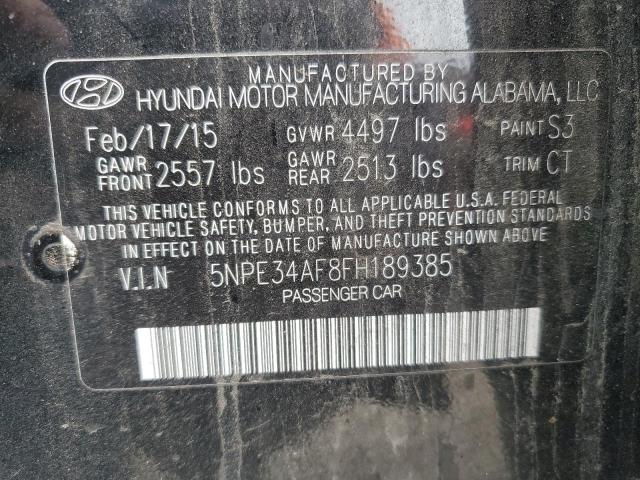 MANUFACTURED BY
HYUNDAI MOTOR MANUFACTURING ALABAMA, LLC
Feb/17/15 GVWR 4497 lbs PAINT S3
GAWR FRONT 2557 lbs GAWR REAR 2513 lbs TRIM CT
THIS VEHICLE CONFORMS TO ALL APPLICABLE U.S.A. FEDERAL
MOTOR VEHICLE SAFETY, BUMPER, AND THEFT PREVENTION STANDARDS
IN EFFECT ON THE DATE OF MANUFACTURE SHOWN ABOVE.
V.I.N 5NPE34AF8FH189385
PASSENGER CAR